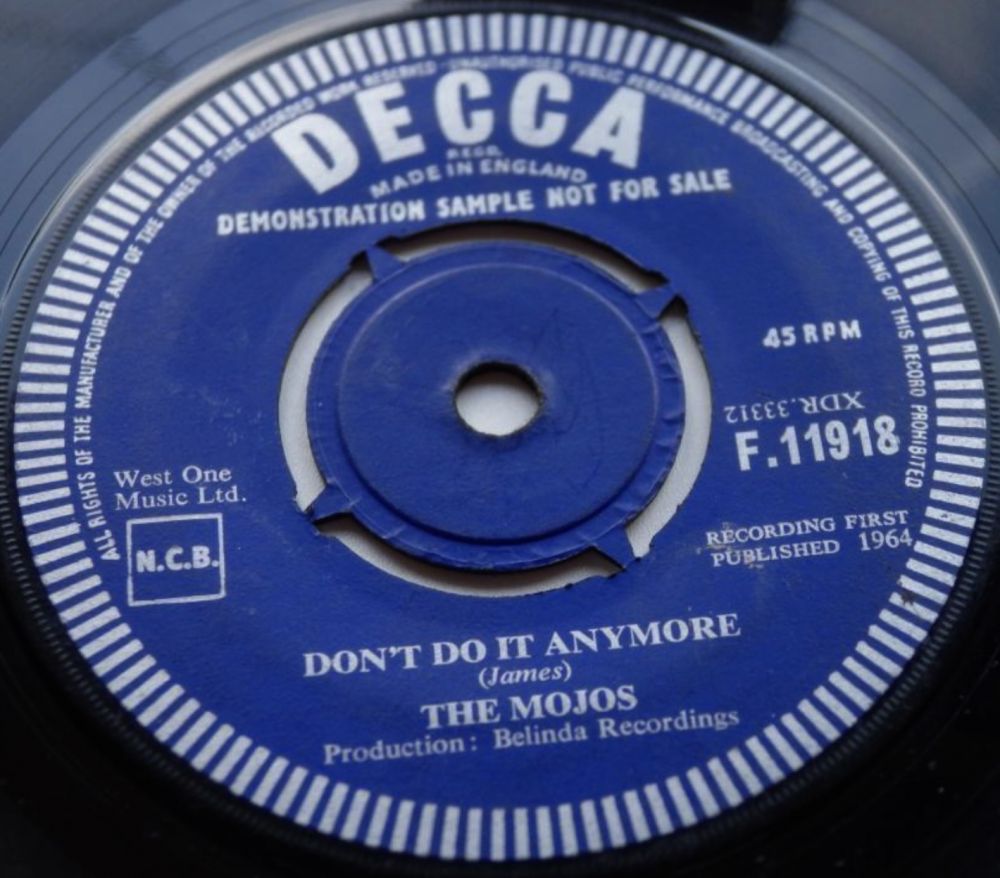 ALL RIGHTS OF THE MANUFACTURER AND OF THE OWNER OF THE RECORDED WORK RESERVED UNAUTHORISED PUBLIC PERFORMANCE BROADCASTING AND COPYING OF THIS RECORD PROHIBITED
DECCA
REGD.
MADE IN ENGLAND
DEMONSTRATION SAMPLE NOT FOR SALE
45 RPM
XDR.33312
F.11918
West One
Music Ltd.
N.C.B.
RECORDING FIRST
PUBLISHED 1964
DON'T DO IT ANYMORE
(James)
THE MOJOS
Production: Belinda Recordings